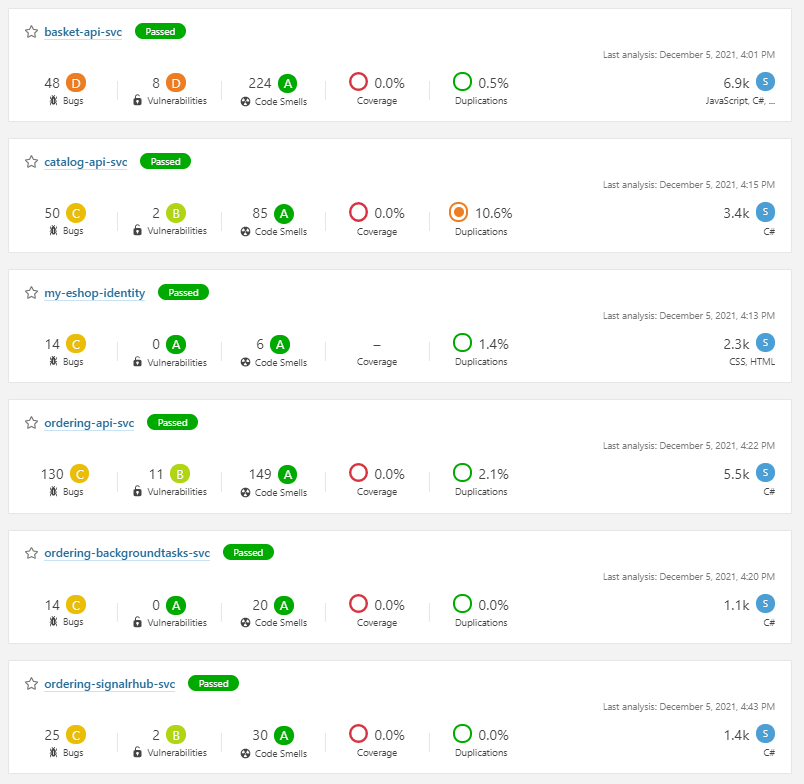 basket-api-svc Passed
Last analysis: December 5, 2021, 4:01 PM
48 D 8 D 224 A 0.0% 0.5% 6.9k S
Bugs Vulnerabilities Code Smells Coverage Duplications JavaScript, C#, ...
catalog-api-svc Passed
Last analysis: December 5, 2021, 4:15 PM
50 C 2 B 85 A 0.0% 10.6% 3.4k S
Bugs Vulnerabilities Code Smells Coverage Duplications C#
my-eshop-identity Passed
Last analysis: December 5, 2021, 4:13 PM
14 C 0 A 6 A – 1.4% 2.3k S
Bugs Vulnerabilities Code Smells Coverage Duplications CSS, HTML
ordering-api-svc Passed
Last analysis: December 5, 2021, 4:22 PM
130 C 11 B 149 A 0.0% 2.1% 5.5k S
Bugs Vulnerabilities Code Smells Coverage Duplications C#
ordering-backgroundtasks-svc Passed
Last analysis: December 5, 2021, 4:20 PM
14 C 0 A 20 A 0.0% 0.0% 1.1k S
Bugs Vulnerabilities Code Smells Coverage Duplications C#
ordering-signalrhub-svc Passed
Last analysis: December 5, 2021, 4:43 PM
25 C 2 B 30 A 0.0% 0.0% 1.4k S
Bugs Vulnerabilities Code Smells Coverage Duplications C#